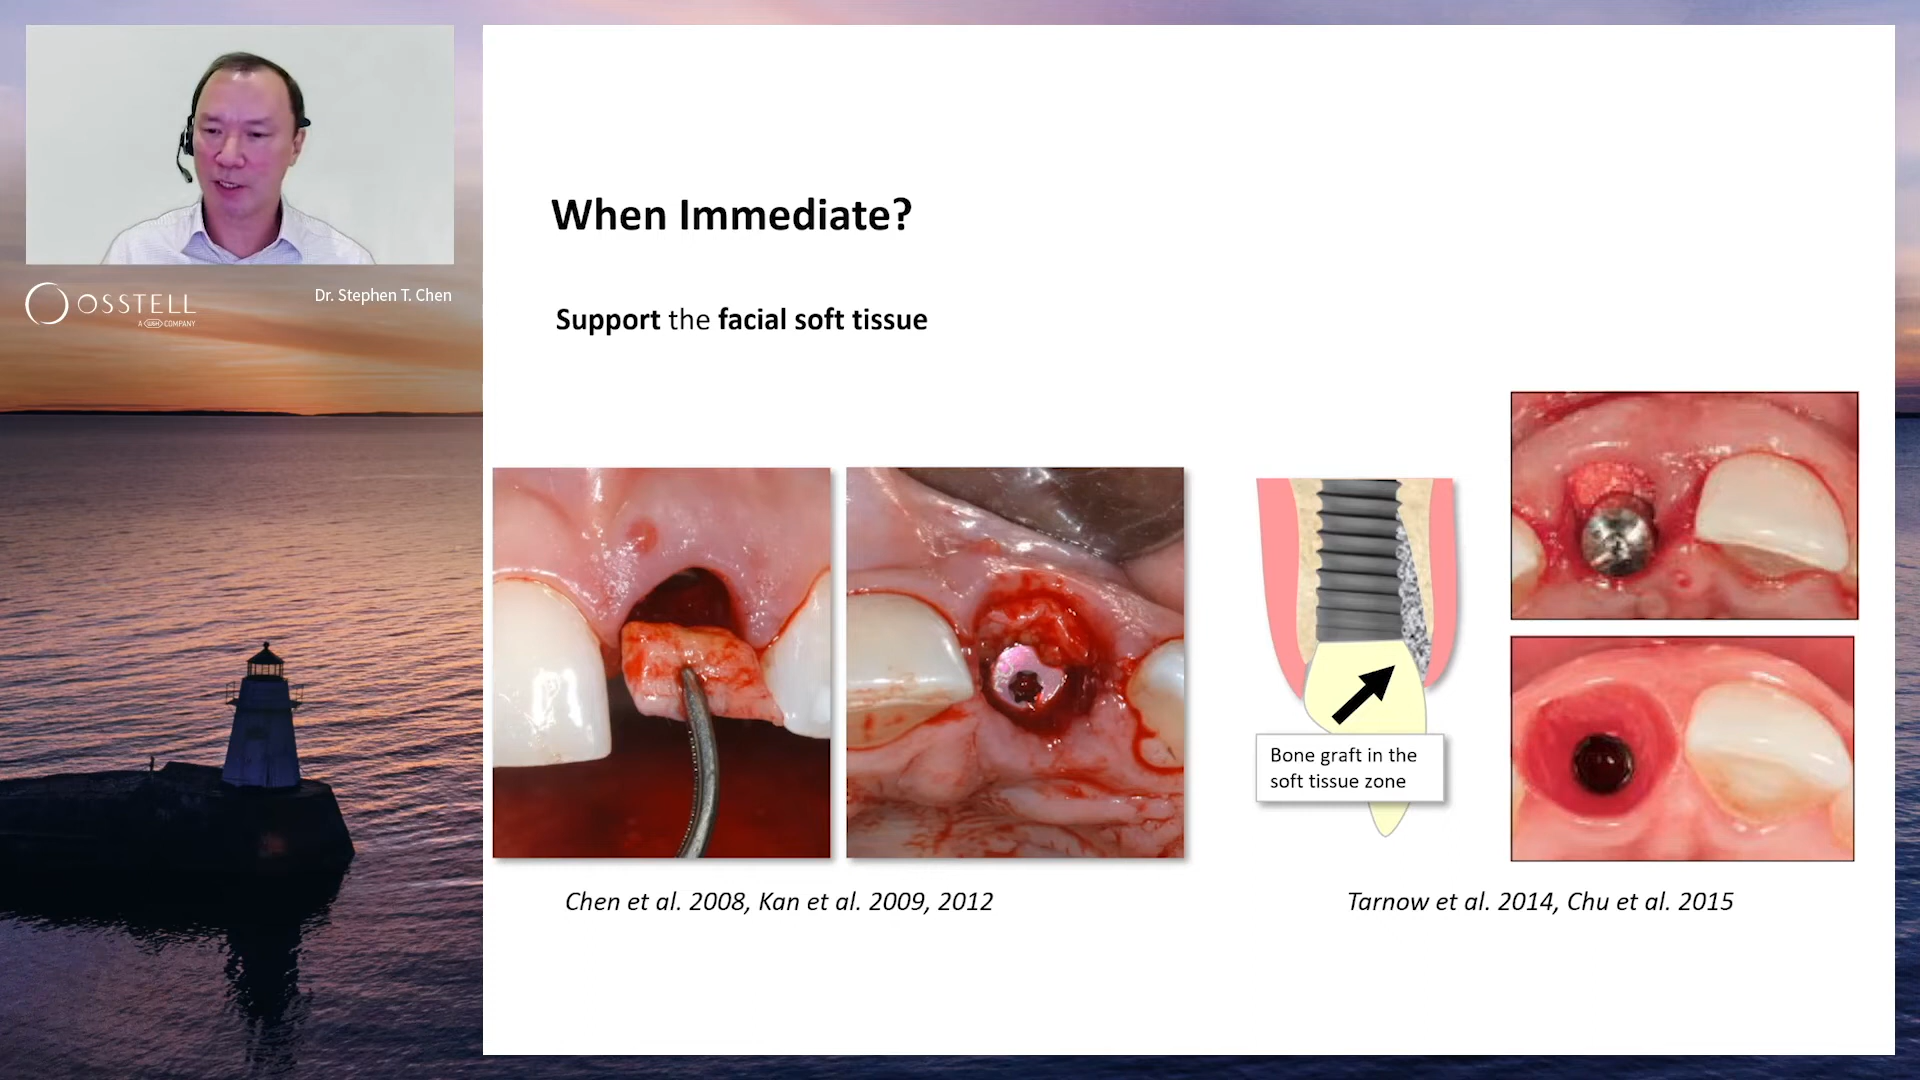 OSSTELL
A W&H COMPANY
Dr. Stephen T. Chen
When Immediate?
Support the facial soft tissue
Bone graft in the
soft tissue zone
Chen et al. 2008, Kan et al. 2009, 2012
Tarnow et al. 2014, Chu et al. 2015